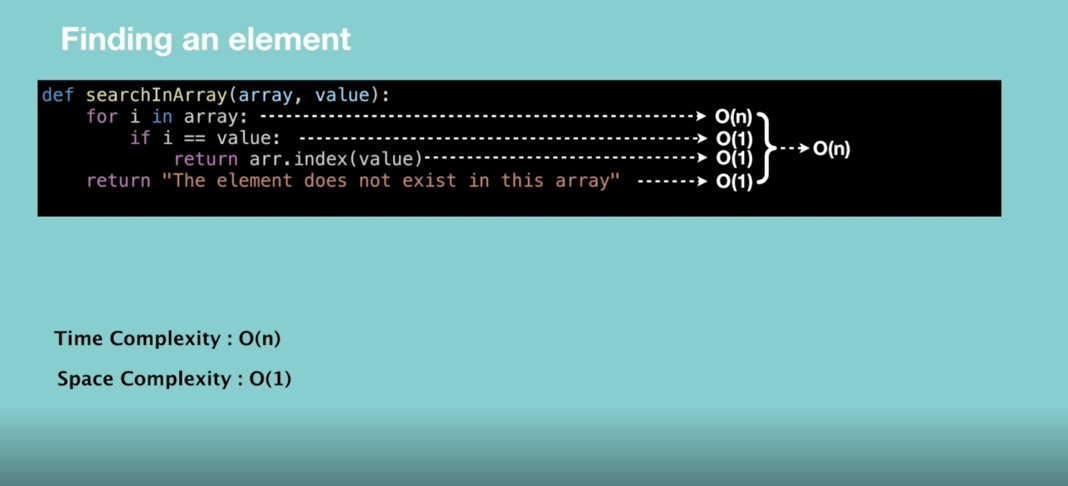 Finding an element
def searchInArray(array, value):
for i in array: O(n)
if i == value: O(1)
return arr.index(value) O(1)
return "The element does not exist in this array" O(1)
O(n)
Time Complexity : O(n)
Space Complexity : O(1)